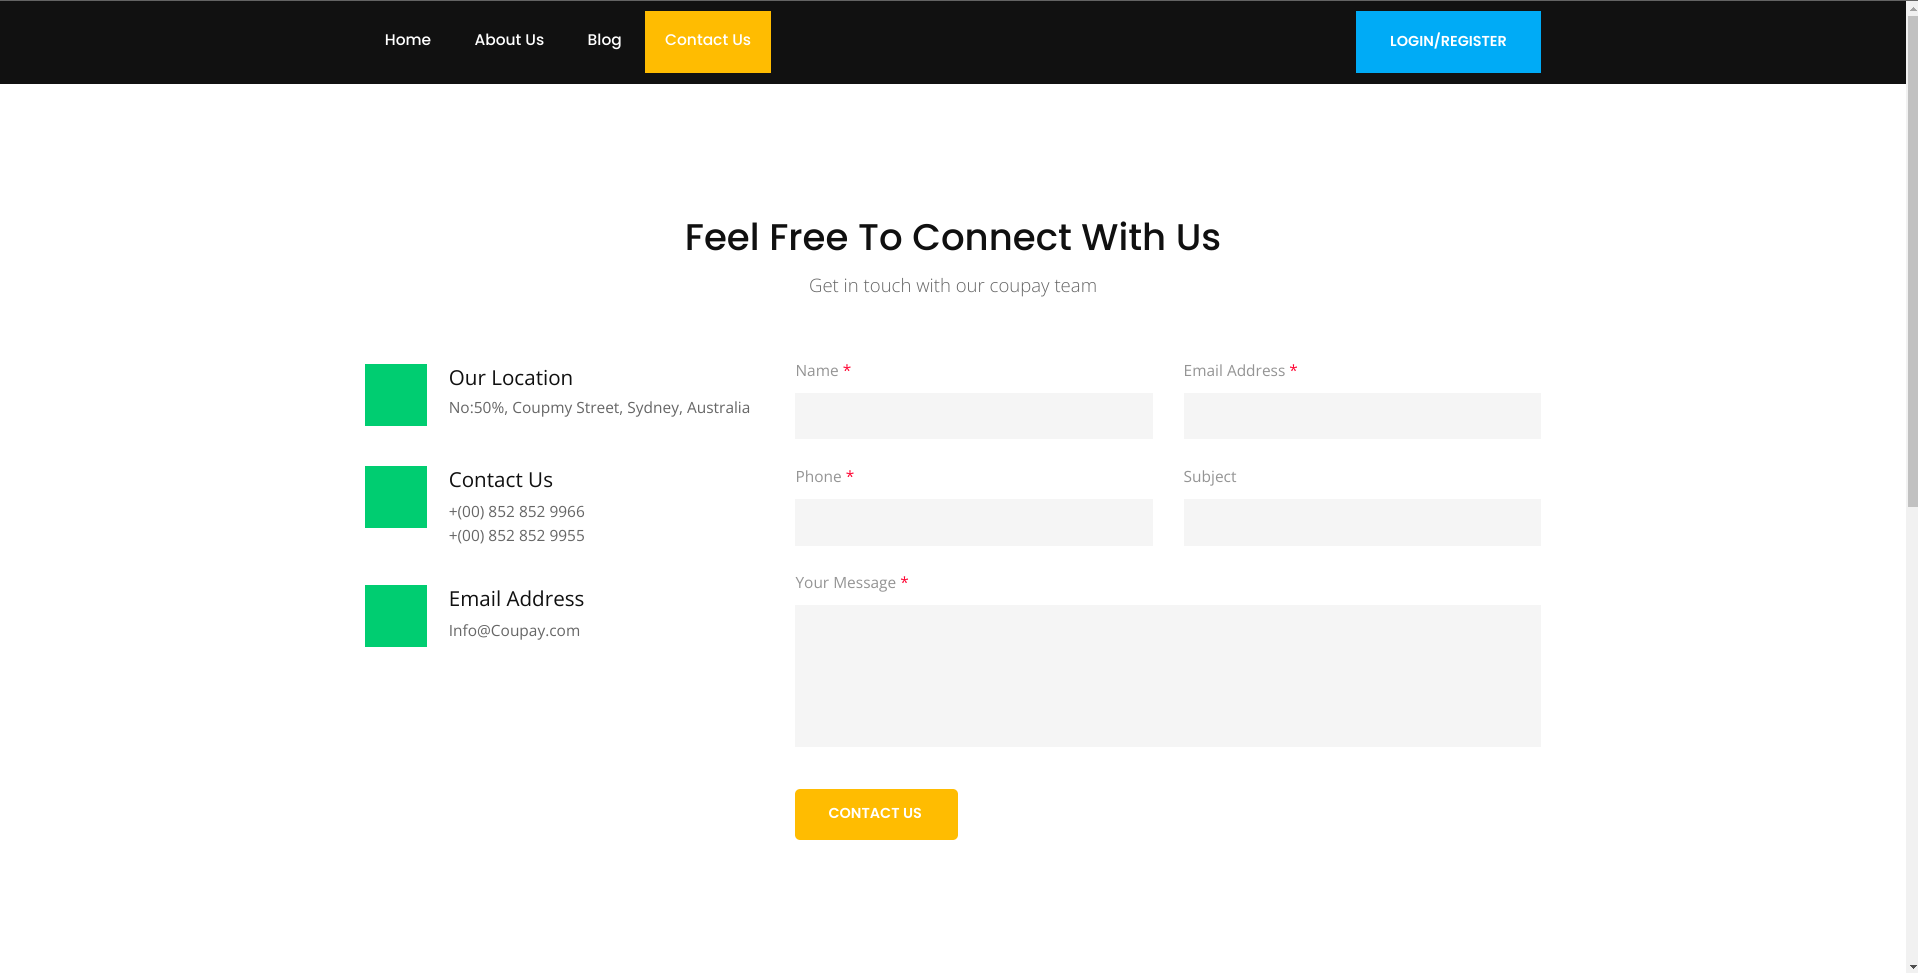 Home
About Us
Blog
Contact Us
LOGIN/REGISTER
Feel Free To Connect With Us
Get in touch with our coupay team
Our Location
No:50%, Coupmy Street, Sydney, Australia
Contact Us
+(00) 852 852 9966
+(00) 852 852 9955
Email Address
Info@Coupay.com
Name *
Email Address *
Phone *
Subject
Your Message *
CONTACT US